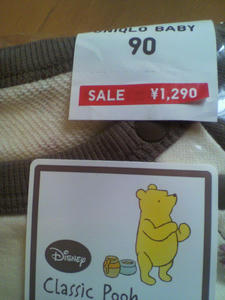 UNIQLO BABY
90
SALE ¥1,290
Disney
Classic Pooh